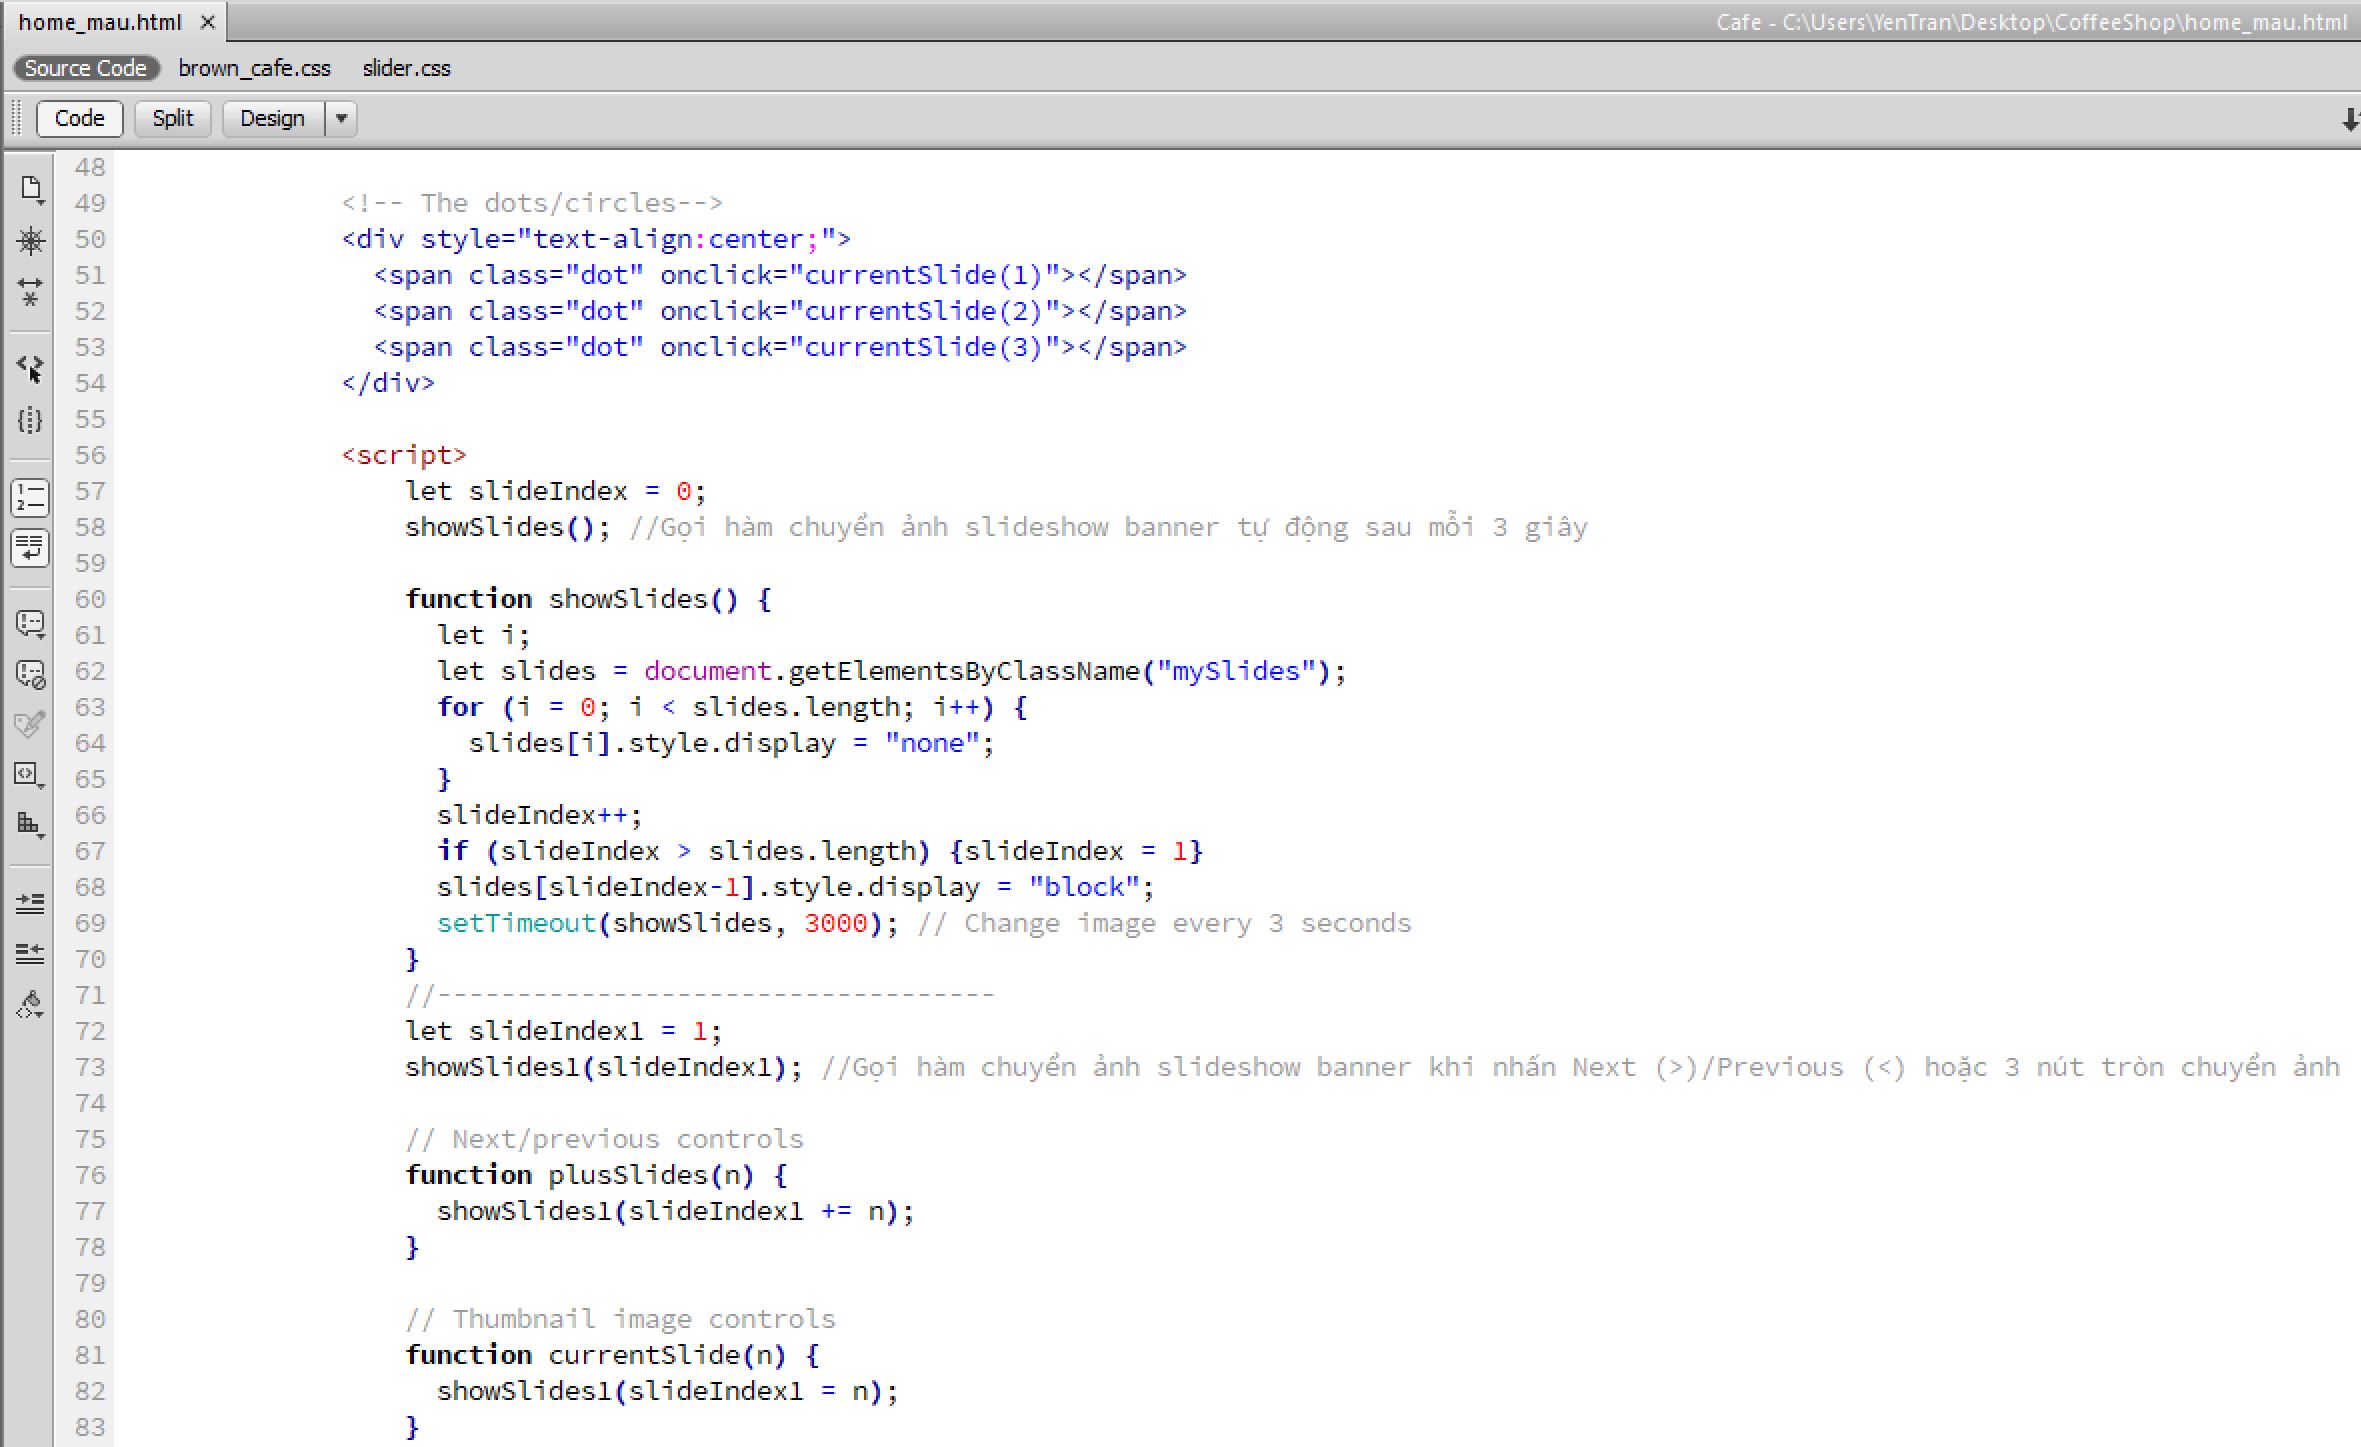 home_mau.html ×
Cafe - C:\Users\YenTran\Desktop\CoffeeShop\home_mau.html
Source Code brown_cafe.css slider.css
Code Split Design
48
49 <!-- The dots/circles-->
50 <div style="text-align:center;">
51 <span class="dot" onclick="currentSlide(1)"></span>
52 <span class="dot" onclick="currentSlide(2)"></span>
53 <span class="dot" onclick="currentSlide(3)"></span>
54 </div>
55
56 <script>
57 let slideIndex = 0;
58 showSlides(); //Gọi hàm chuyển ảnh slideshow banner tự động sau mỗi 3 giây
59
60 function showSlides() {
61 let i;
62 let slides = document.getElementsByClassName("mySlides");
63 for (i = 0; i < slides.length; i++) {
64 slides[i].style.display = "none";
65 }
66 slideIndex++;
67 if (slideIndex > slides.length) {slideIndex = 1}
68 slides[slideIndex-1].style.display = "block";
69 setTimeout(showSlides, 3000); // Change image every 3 seconds
70 }
71 //-----------------------------------
72 let slideIndex1 = 1;
73 showSlides1(slideIndex1); //Gọi hàm chuyển ảnh slideshow banner khi nhấn Next (>)/Previous (<) hoặc 3 nút tròn chuyển ảnh
74
75 // Next/previous controls
76 function plusSlides(n) {
77 showSlides1(slideIndex1 += n);
78 }
79
80 // Thumbnail image controls
81 function currentSlide(n) {
82 showSlides1(slideIndex1 = n);
83 }